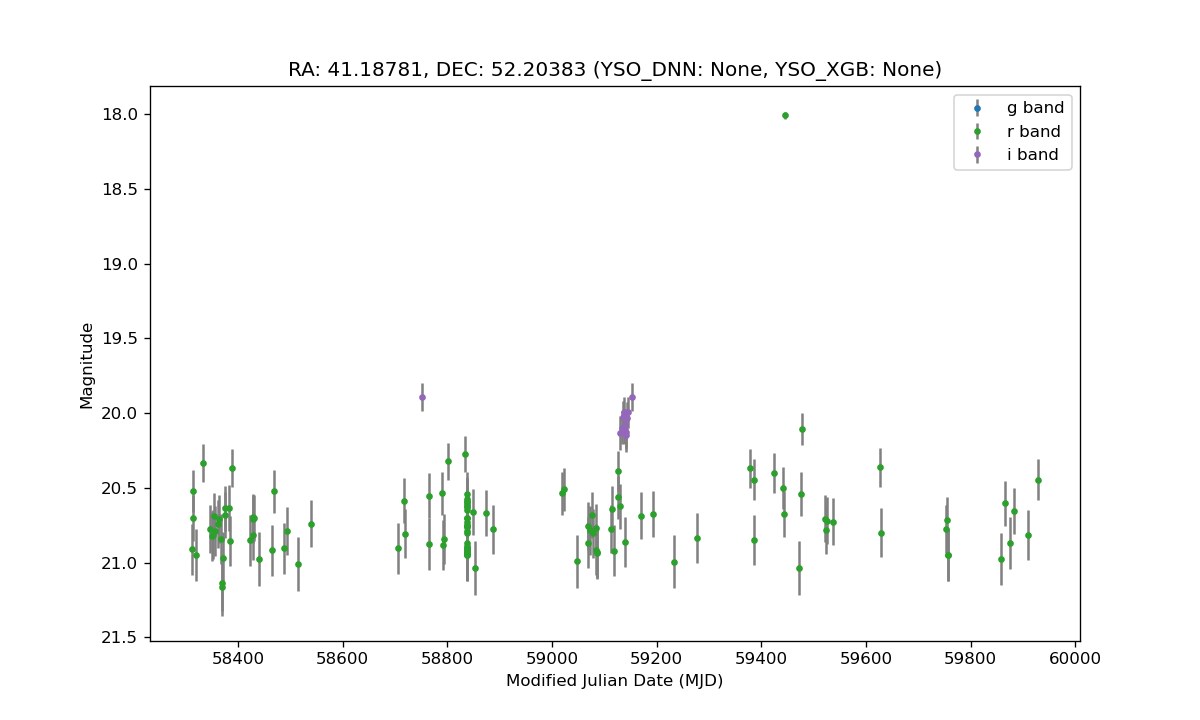 RA: 41.18781, DEC: 52.20383 (YSO_DNN: None, YSO_XGB: None)
g band
r band
i band
Magnitude
18.0
18.5
19.0
19.5
20.0
20.5
21.0
21.5
58400 58600 58800 59000 59200 59400 59600 59800 60000
Modified Julian Date (MJD)